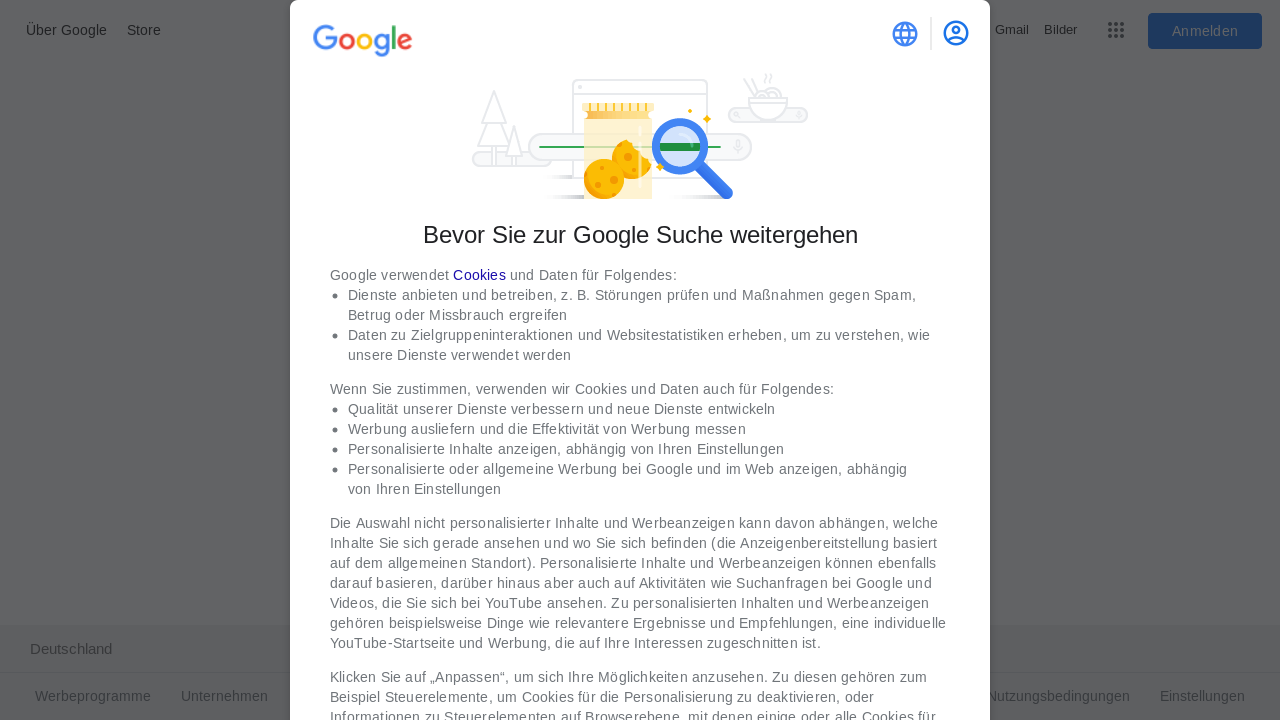 Über Google
Store
Gmail
Bilder
Anmelden
Google
Bevor Sie zur Google Suche weitergehen
Google verwendet Cookies und Daten für Folgendes:
Dienste anbieten und betreiben, z. B. Störungen prüfen und Maßnahmen gegen Spam,
Betrug oder Missbrauch ergreifen
Daten zu Zielgruppeninteraktionen und Websitestatistiken erheben, um zu verstehen, wie
unsere Dienste verwendet werden
Wenn Sie zustimmen, verwenden wir Cookies und Daten auch für Folgendes:
Qualität unserer Dienste verbessern und neue Dienste entwickeln
Werbung ausliefern und die Effektivität von Werbung messen
Personalisierte Inhalte anzeigen, abhängig von Ihren Einstellungen
Personalisierte oder allgemeine Werbung bei Google und im Web anzeigen, abhängig
von Ihren Einstellungen
Die Auswahl nicht personalisierter Inhalte und Werbeanzeigen kann davon abhängen, welche
Inhalte Sie sich gerade ansehen und wo Sie sich befinden (die Anzeigenbereitstellung basiert
auf dem allgemeinen Standort). Personalisierte Inhalte und Werbeanzeigen können ebenfalls
darauf basieren, darüber hinaus aber auch auf Aktivitäten wie Suchanfragen bei Google und
Videos, die Sie sich bei YouTube ansehen. Zu personalisierten Inhalten und Werbeanzeigen
gehören beispielsweise Dinge wie relevantere Ergebnisse und Empfehlungen, eine individuelle
YouTube-Startseite und Werbung, die auf Ihre Interessen zugeschnitten ist.
Klicken Sie auf „Anpassen“, um sich Ihre Möglichkeiten anzusehen. Zu diesen gehören zum
Beispiel Steuerelemente, um Cookies für die Personalisierung zu deaktivieren, oder
Informationen zu Steuerelementen auf Browserebene, mit denen einige oder alle Cookies für
Deutschland
Werbeprogramme
Unternehmen
Nutzungsbedingungen
Einstellungen